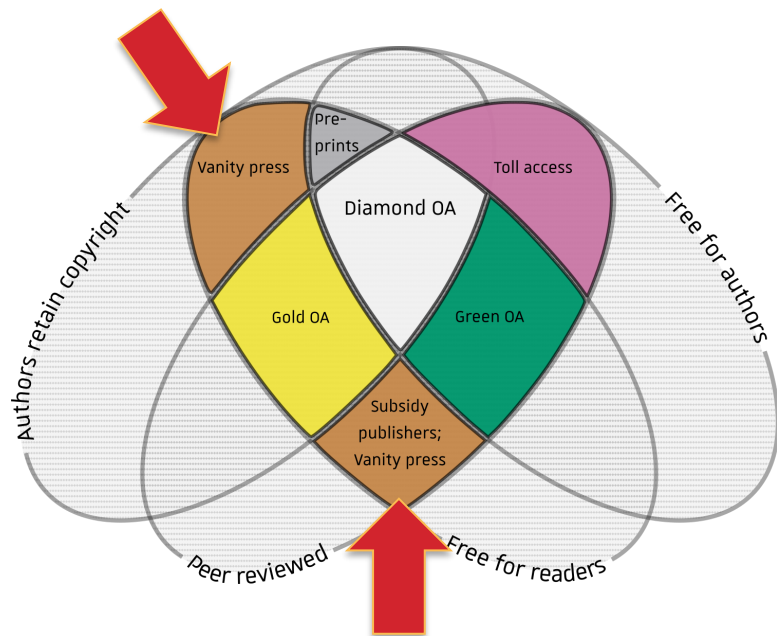 Pre-
prints
Vanity press
Toll access
Diamond OA
Authors retain copyright
Free for authors
Gold OA
Green OA
Subsidy
publishers;
Vanity press
Peer reviewed
Free for readers